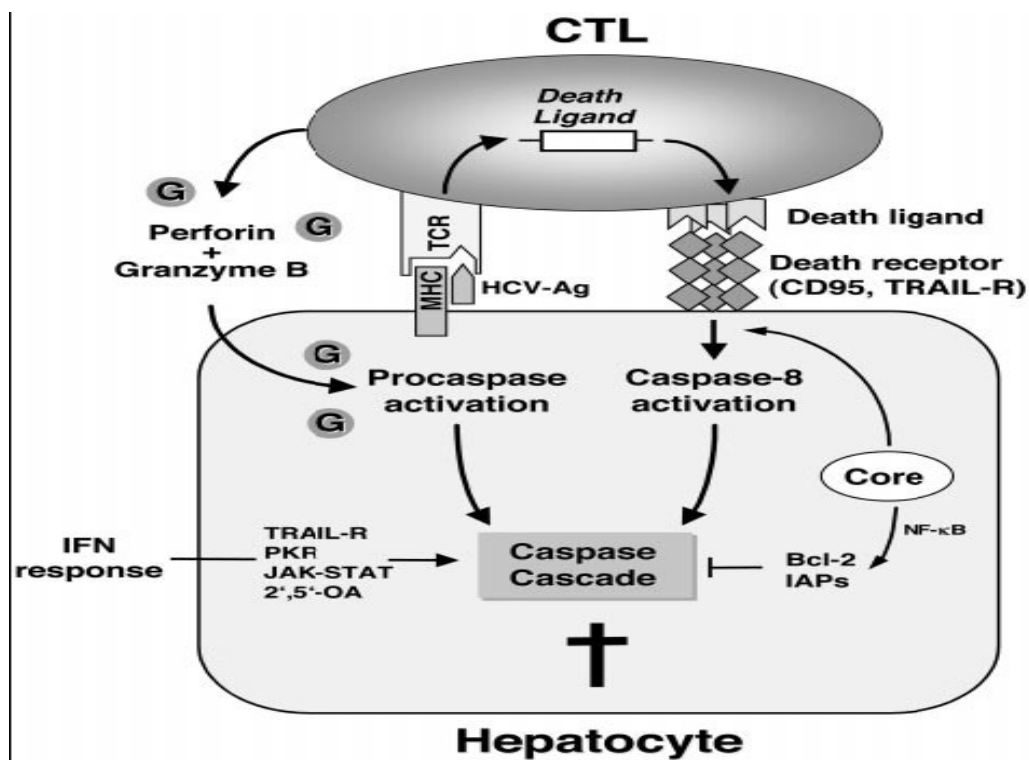 CTL
Death
Ligand
G
G
Perforin
+
Granzyme B
TCR
MHC
HCV-Ag
Death ligand
Death receptor
(CD95, TRAIL-R)
G
G
Procaspase
activation
Caspase-8
activation
Core
NF-κB
IFN
response
TRAIL-R
PKR
JAK-STAT
2‘,5‘-OA
Caspase
Cascade
Bcl-2
IAPs
Hepatocyte